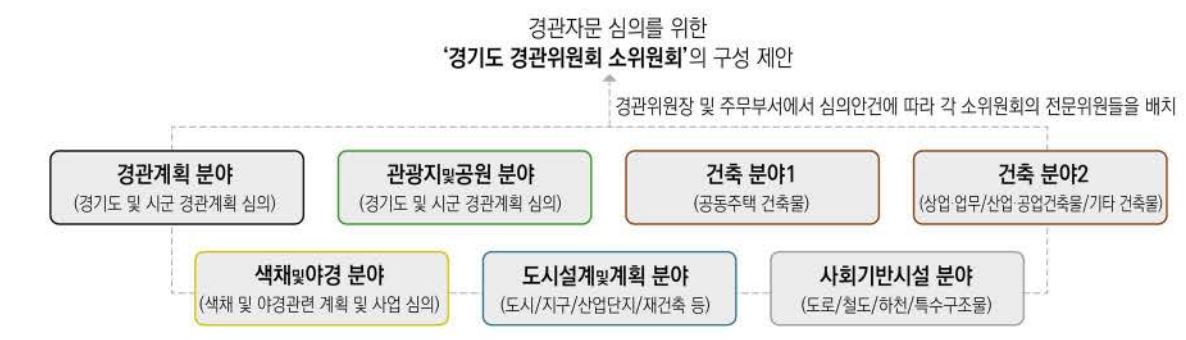 경관자문 심의를 위한
‘경기도 경관위원회 소위원회’의 구성 제안
경관위원장 및 주무부서에서 심의안건에 따라 각 소위원회의 전문위원들을 배치
경관계획 분야
(경기도 및 시군 경관계획 심의)
관광지및공원 분야
(경기도 및 시군 경관계획 심의)
건축 분야1
(공동주택 건축물)
건축 분야2
(상업·업무/산업·공업건축물/기타 건축물)
색채및야경 분야
(색채 및 야경관련 계획 및 사업 심의)
도시설계및계획 분야
(도시/지구/산업단지/재건축 등)
사회기반시설 분야
(도로/철도/하천/특수구조물)